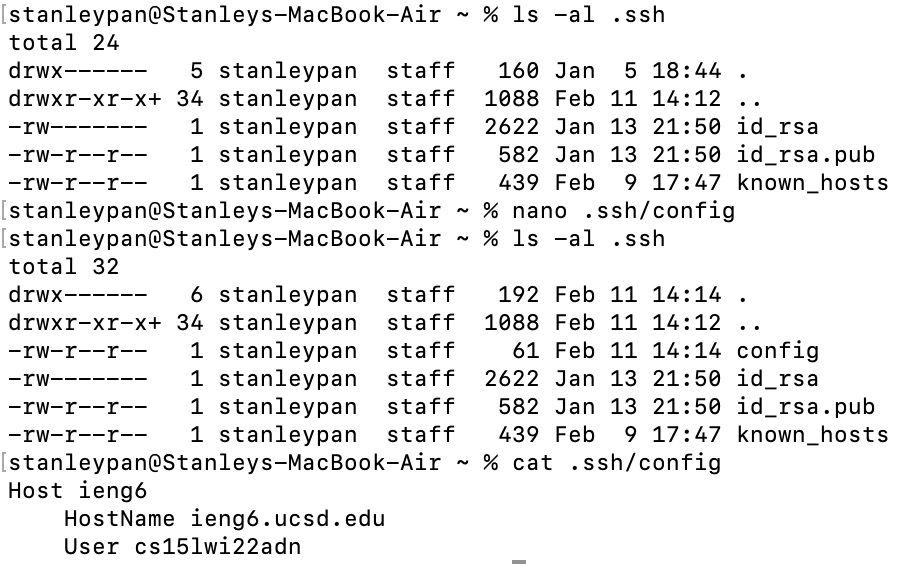 [stanleypan@Stanleys-MacBook-Air ~ % ls -al .ssh
total 24
drwx------   5 stanleypan  staff   160 Jan  5 18:44 .
drwxr-xr-x+ 34 stanleypan  staff  1088 Feb 11 14:12 ..
-rw-------   1 stanleypan  staff  2622 Jan 13 21:50 id_rsa
-rw-r--r--   1 stanleypan  staff   582 Jan 13 21:50 id_rsa.pub
-rw-r--r--   1 stanleypan  staff   439 Feb  9 17:47 known_hosts
[stanleypan@Stanleys-MacBook-Air ~ % nano .ssh/config
[stanleypan@Stanleys-MacBook-Air ~ % ls -al .ssh
total 32
drwx------   6 stanleypan  staff   192 Feb 11 14:14 .
drwxr-xr-x+ 34 stanleypan  staff  1088 Feb 11 14:12 ..
-rw-r--r--   1 stanleypan  staff    61 Feb 11 14:14 config
-rw-------   1 stanleypan  staff  2622 Jan 13 21:50 id_rsa
-rw-r--r--   1 stanleypan  staff   582 Jan 13 21:50 id_rsa.pub
-rw-r--r--   1 stanleypan  staff   439 Feb  9 17:47 known_hosts
[stanleypan@Stanleys-MacBook-Air ~ % cat .ssh/config
Host ieng6
    HostName ieng6.ucsd.edu
    User cs15lwi22adn